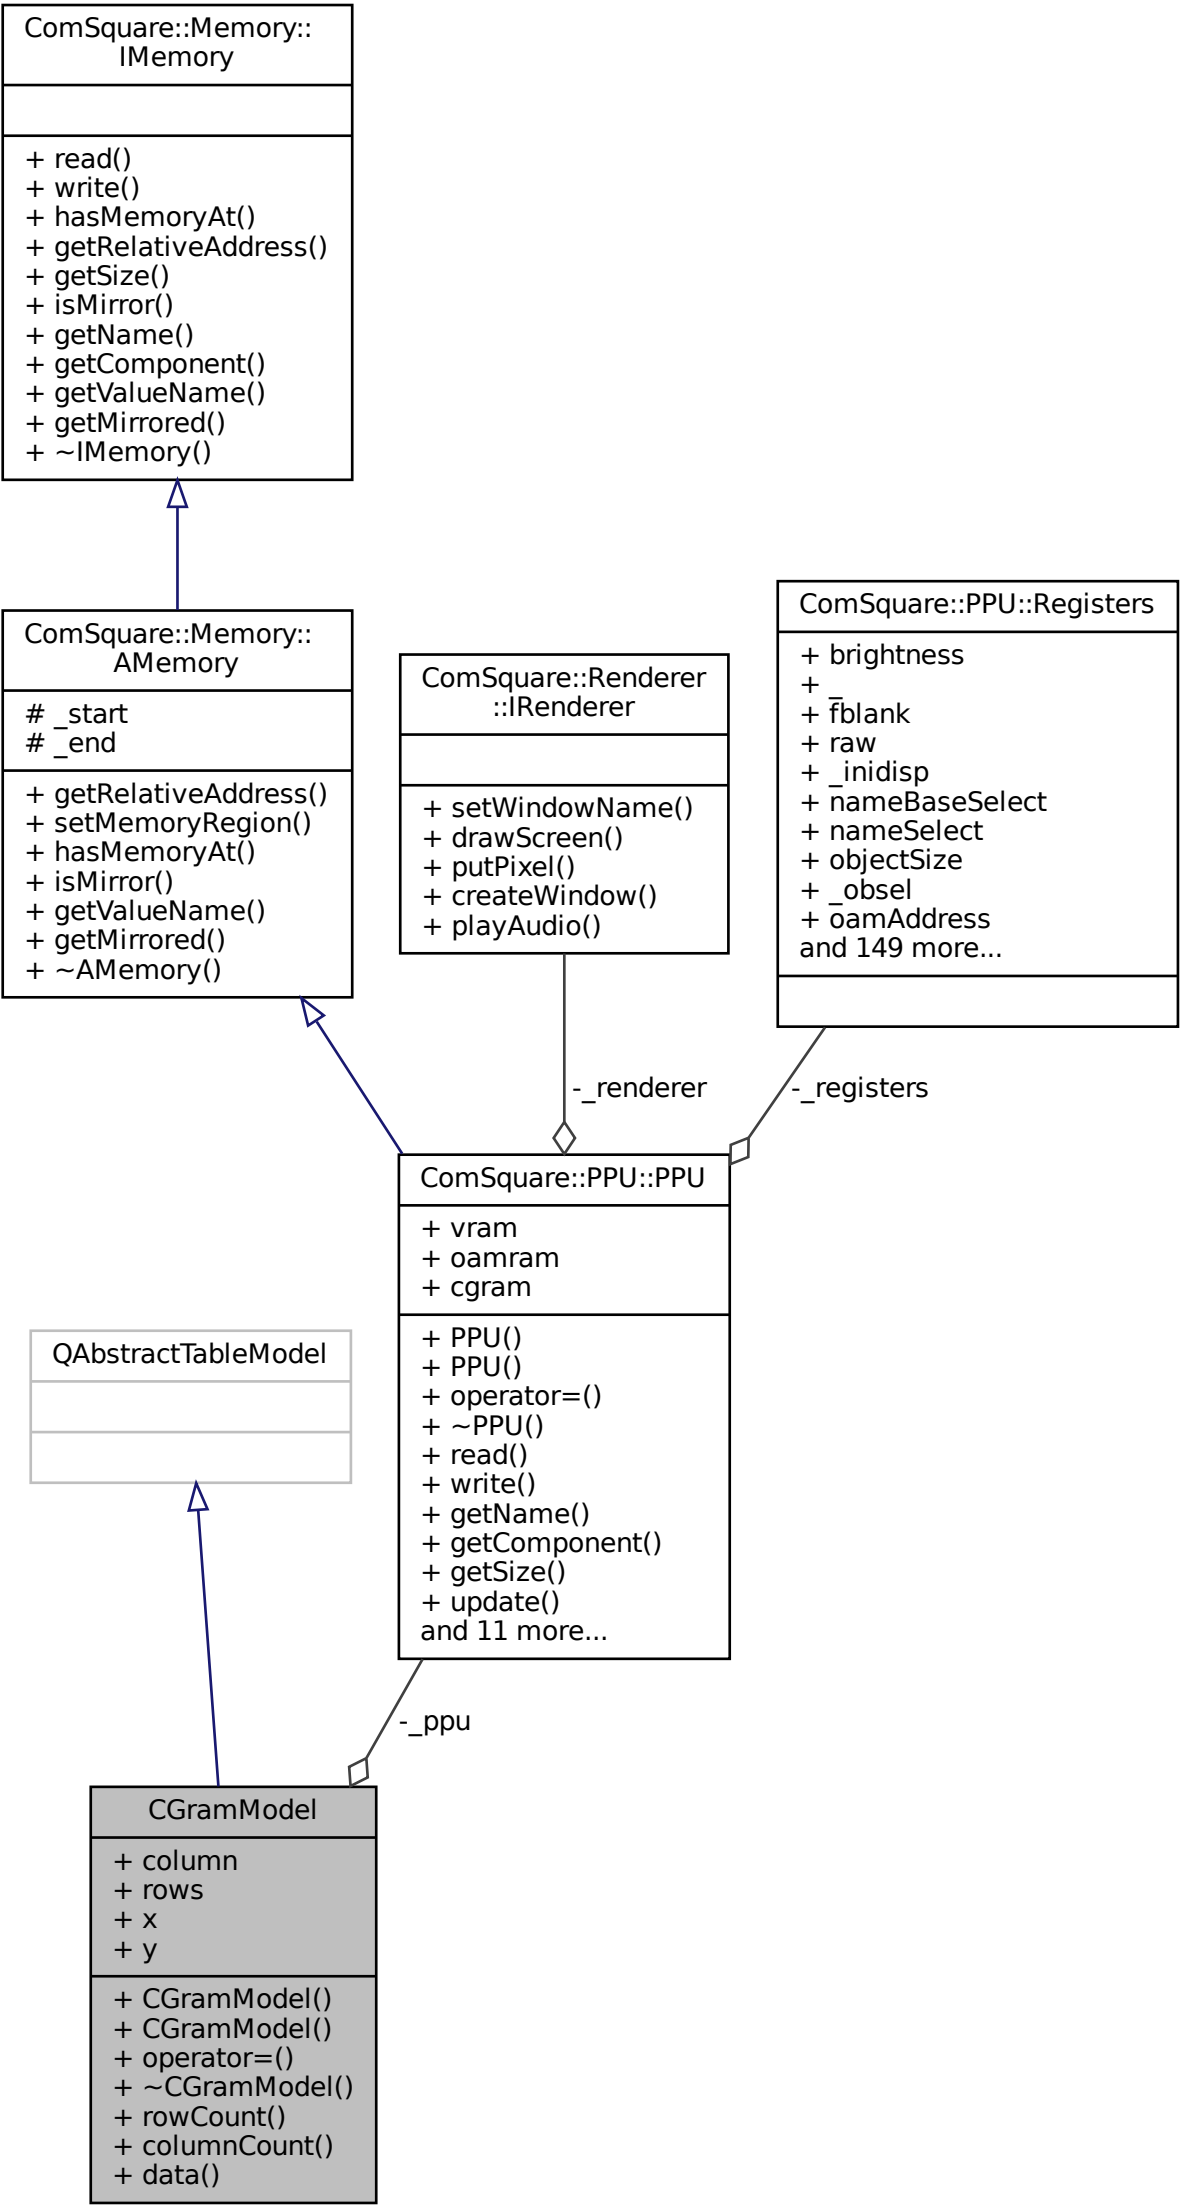 ComSquare::Memory::
IMemory
+ read()
+ write()
+ hasMemoryAt()
+ getRelativeAddress()
+ getSize()
+ isMirror()
+ getName()
+ getComponent()
+ getValueName()
+ getMirrored()
+ ~IMemory()
ComSquare::Memory::
AMemory
# _start
# _end
+ getRelativeAddress()
+ setMemoryRegion()
+ hasMemoryAt()
+ isMirror()
+ getValueName()
+ getMirrored()
+ ~AMemory()
ComSquare::Renderer
::IRenderer
+ setWindowName()
+ drawScreen()
+ putPixel()
+ createWindow()
+ playAudio()
ComSquare::PPU::Registers
+ brightness
+ _
+ fblank
+ raw
+ _inidisp
+ nameBaseSelect
+ nameSelect
+ objectSize
+ _obsel
+ oamAddress
and 149 more...
-_renderer
-_registers
ComSquare::PPU::PPU
+ vram
+ oamram
+ cgram
+ PPU()
+ PPU()
+ operator=()
+ ~PPU()
+ read()
+ write()
+ getName()
+ getComponent()
+ getSize()
+ update()
and 11 more...
QAbstractTableModel
-_ppu
CGramModel
+ column
+ rows
+ x
+ y
+ CGramModel()
+ CGramModel()
+ operator=()
+ ~CGramModel()
+ rowCount()
+ columnCount()
+ data()